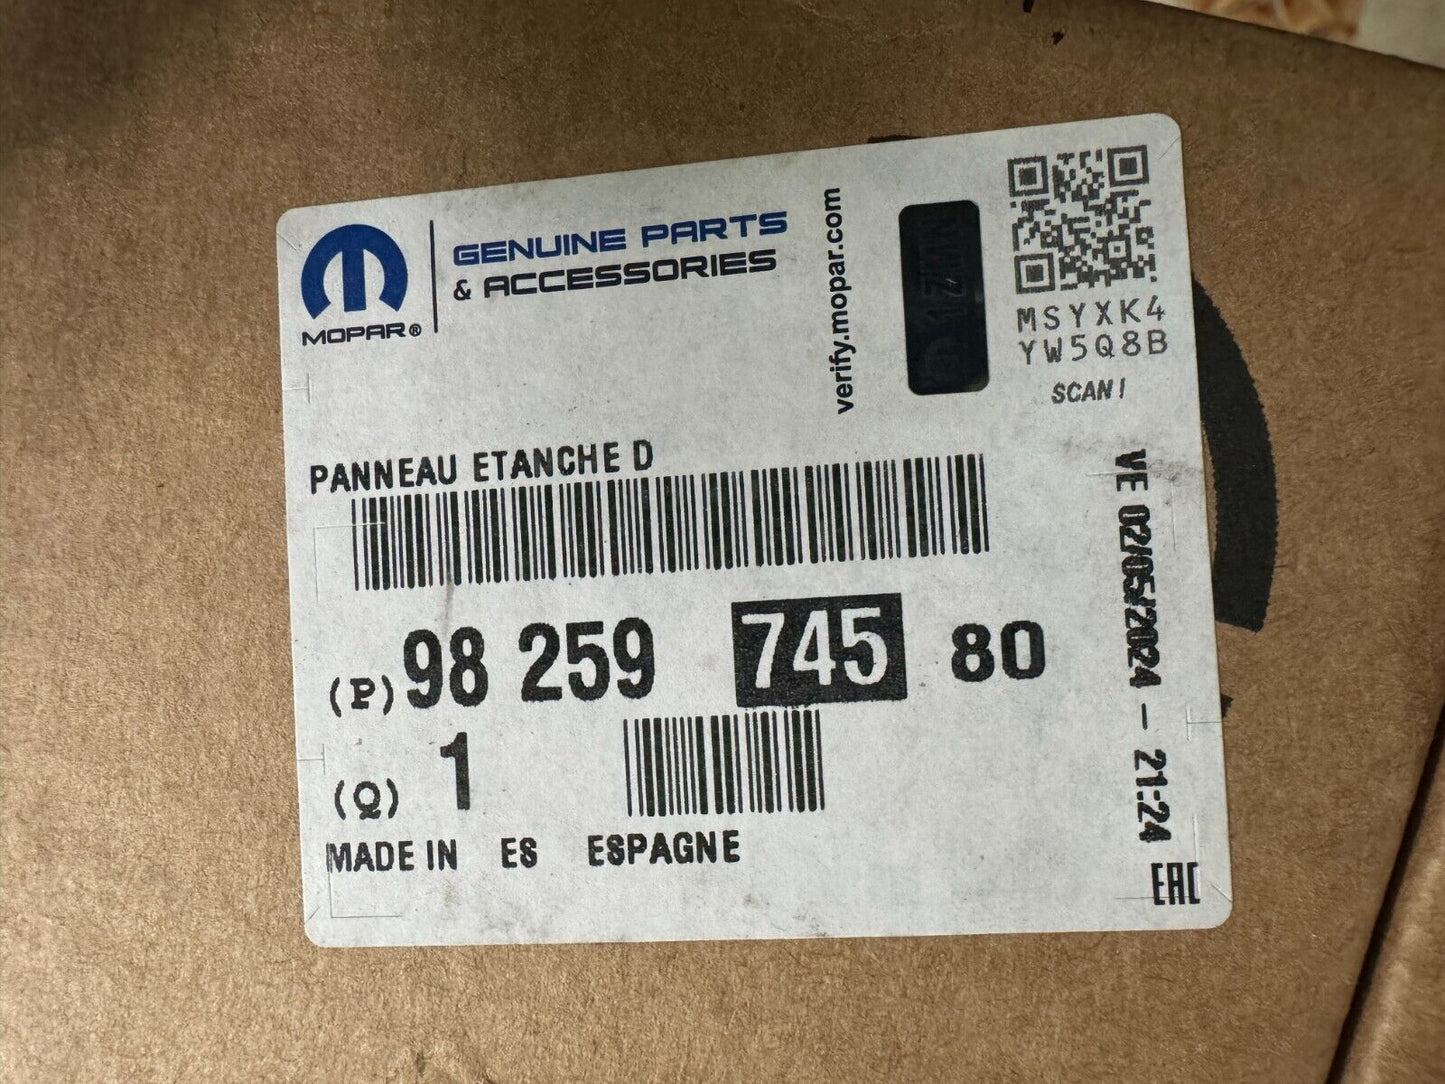 MOPAR®
GENUINE PARTS
& ACCESSORIES
verify.mopar.com
MSYXK4
YW5Q8B
SCAN!
PANNEAU ETANCHE D
(P) 98 259 745 80
(Q) 1
MADE IN ES ESPAGNE
VE 02/05/2024 - 21:24
EAC